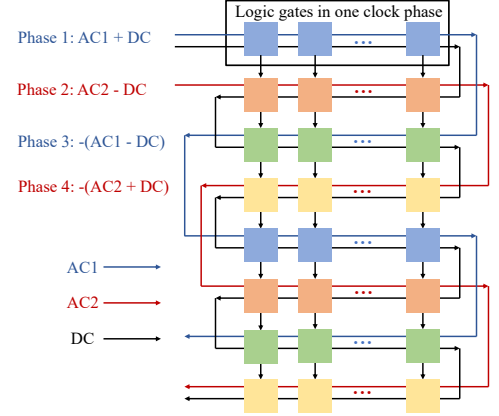 Logic gates in one clock phase
Phase 1: AC1 + DC
...
Phase 2: AC2 - DC
...
Phase 3: -(AC1 - DC)
...
Phase 4: -(AC2 + DC)
...
...
AC1
AC2
...
DC
...
...